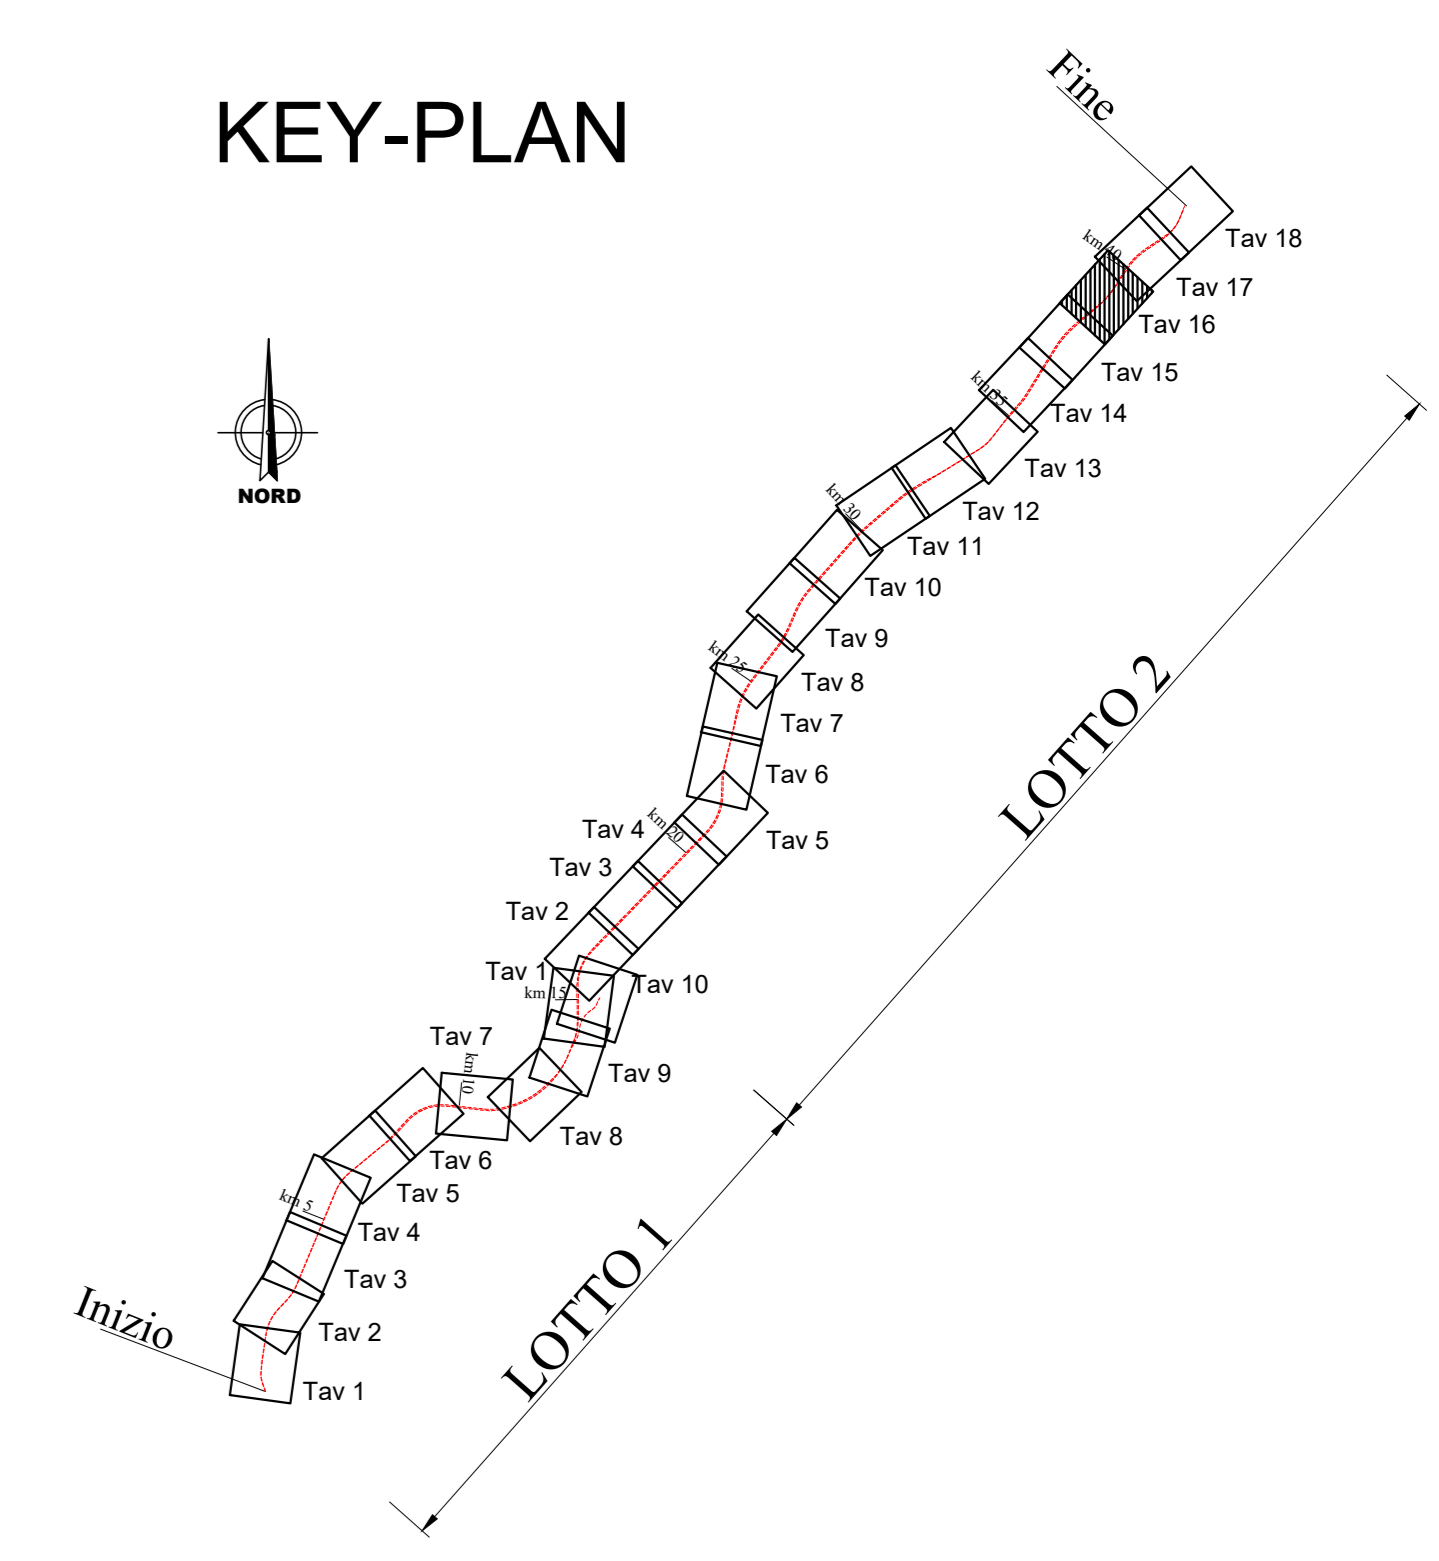 KEY-PLAN
Fine
Tav 18
km 40
Tav 17
Tav 16
Tav 15
km 35
Tav 14
Tav 13
NORD
km 30
Tav 12
Tav 11
Tav 10
Tav 9
km 25
Tav 8
Tav 7
LOTTO 2
Tav 6
km 20
Tav 4
Tav 5
Tav 3
Tav 2
Tav 1
Tav 10
km 15
Tav 7
km 10
Tav 9
Tav 8
Tav 6
Tav 5
km 5
Tav 4
LOTTO 1
Tav 3
Inizio
Tav 2
Tav 1